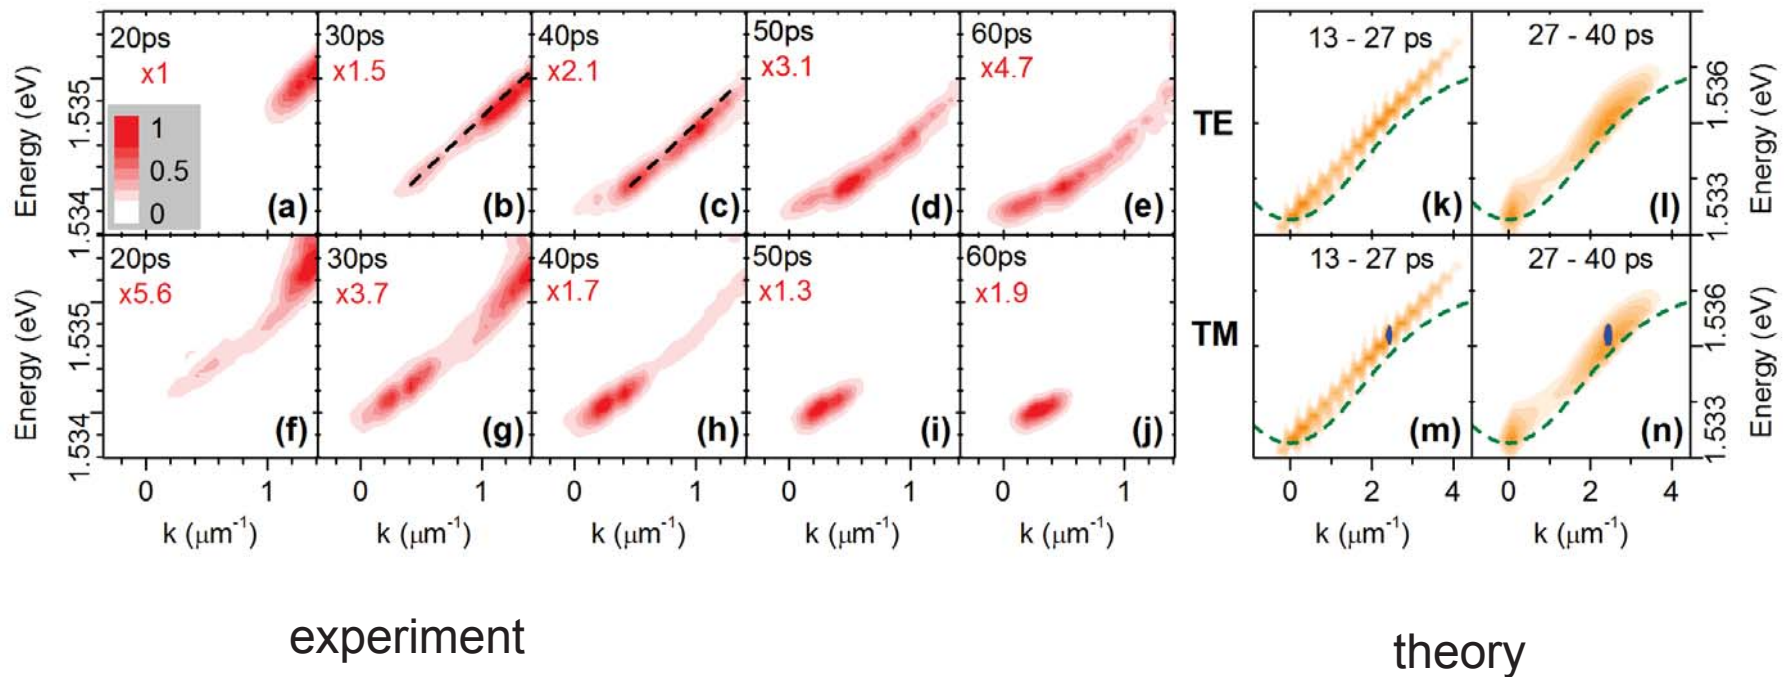 20ps
x1
1
0.5
0
(a)
30ps
x1.5
(b)
40ps
x2.1
(c)
50ps
x3.1
(d)
60ps
x4.7
(e)
Energy (eV)
1.535
1.534
20ps
x5.6
(f)
30ps
x3.7
(g)
40ps
x1.7
(h)
50ps
x1.3
(i)
60ps
x1.9
(j)
Energy (eV)
1.535
1.534
0 1
0 1
0 1
0 1
0 1
k (μm⁻¹)
k (μm⁻¹)
k (μm⁻¹)
k (μm⁻¹)
k (μm⁻¹)
TE
13 - 27 ps
(k)
27 - 40 ps
(l)
1.536
1.533
Energy (eV)
TM
13 - 27 ps
(m)
27 - 40 ps
(n)
1.536
1.533
Energy (eV)
0 2 4
0 2 4
k (μm⁻¹)
k (μm⁻¹)
experiment
theory